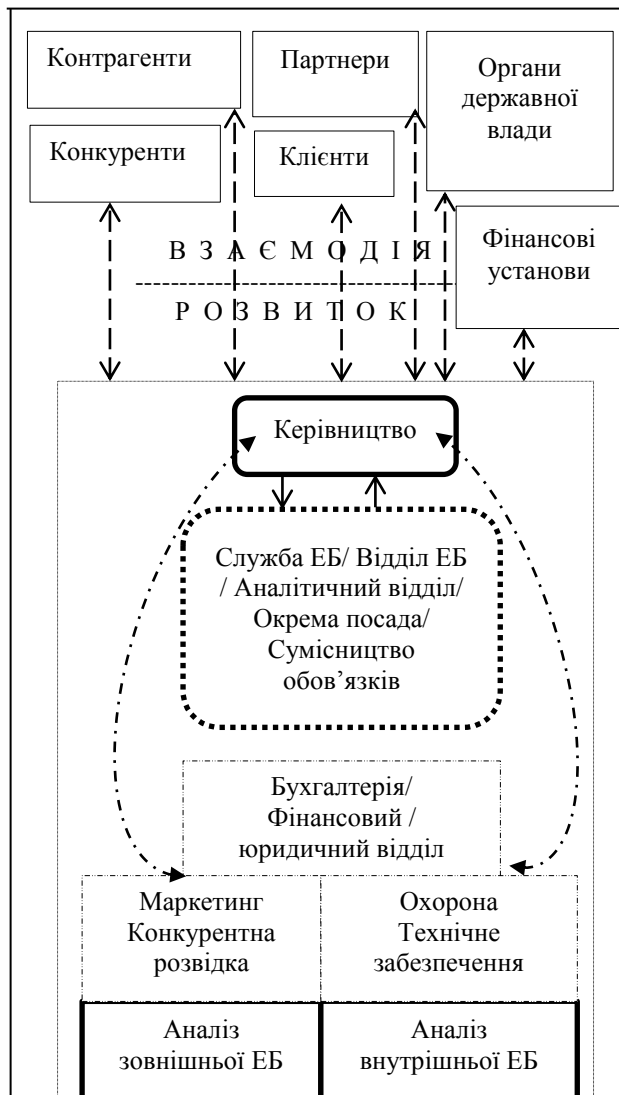 Контрагенти
Партнери
Органи
державної
влади
Конкуренти
Клієнти
Фінансові
установи
В З А Є М О Д І Я
Р О З В И Т О К
Керівництво
Служба ЕБ/ Відділ ЕБ
/ Аналітичний відділ/
Окрема посада/
Сумісництво
обов’язків
Бухгалтерія/
Фінансовий /
юридичний відділ
Маркетинг
Конкурентна
розвідка
Охорона
Технічне
забезпечення
Аналіз
зовнішньої ЕБ
Аналіз
внутрішньої ЕБ